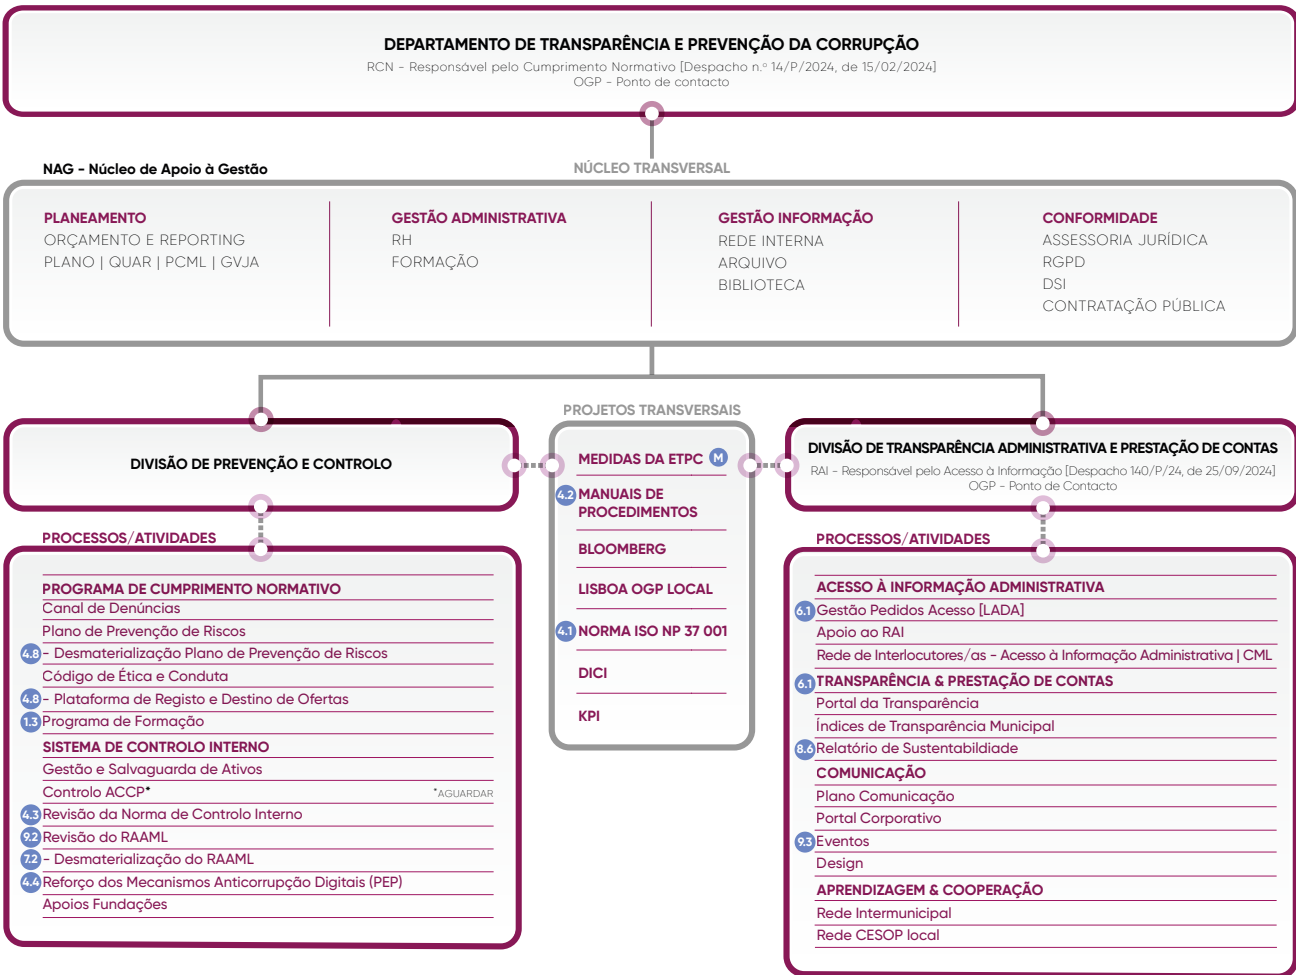 DEPARTAMENTO DE TRANSPARÊNCIA E PREVENÇÃO DA CORRUPÇÃO
RCN - Responsável pelo Cumprimento Normativo [Despacho n.º 14/P/2024, de 15/02/2024]
OGP - Ponto de contacto
NAG - Núcleo de Apoio à Gestão
NÚCLEO TRANSVERSAL
PLANEAMENTO
ORÇAMENTO E REPORTING
PLANO | QUAR | PCML | GVJA
GESTÃO ADMINISTRATIVA
RH
FORMAÇÃO
GESTÃO INFORMAÇÃO
REDE INTERNA
ARQUIVO
BIBLIOTECA
CONFORMIDADE
ASSESSORIA JURÍDICA
RGPD
DSI
CONTRATAÇÃO PÚBLICA
DIVISÃO DE PREVENÇÃO E CONTROLO
PROCESSOS/ATIVIDADES
PROGRAMA DE CUMPRIMENTO NORMATIVO
Canal de Denúncias
Plano de Prevenção de Riscos
4.8 - Desmaterialização Plano de Prevenção de Riscos
Código de Ética e Conduta
4.8 - Plataforma de Registo e Destino de Ofertas
1.3 Programa de Formação
SISTEMA DE CONTROLO INTERNO
Gestão e Salvaguarda de Ativos
Controlo ACCP* *AGUARDAR
4.3 Revisão da Norma de Controlo Interno
9.2 Revisão do RAAML
7.2 - Desmaterialização do RAAML
4.4 Reforço dos Mecanismos Anticorrupção Digitais (PEP)
Apoios Fundações
PROJETOS TRANSVERSAIS
MEDIDAS DA ETPC M
4.2 MANUAIS DE
PROCEDIMENTOS
BLOOMBERG
LISBOA OGP LOCAL
4.1 NORMA ISO NP 37 001
DICI
KPI
DIVISÃO DE TRANSPARÊNCIA ADMINISTRATIVA E PRESTAÇÃO DE CONTAS
RAI - Responsável pelo Acesso à Informação [Despacho 140/P/24, de 25/09/2024]
OGP - Ponto de Contacto
PROCESSOS/ATIVIDADES
ACESSO À INFORMAÇÃO ADMINISTRATIVA
6.1 Gestão Pedidos Acesso [LADA]
Apoio ao RAI
Rede de Interlocutores/as - Acesso à Informação Administrativa | CML
6.1 TRANSPARÊNCIA & PRESTAÇÃO DE CONTAS
Portal da Transparência
Índices de Transparência Municipal
8.6 Relatório de Sustentabildiade
COMUNICAÇÃO
Plano Comunicação
Portal Corporativo
9.3 Eventos
Design
APRENDIZAGEM & COOPERAÇÃO
Rede Intermunicipal
Rede CESOP local